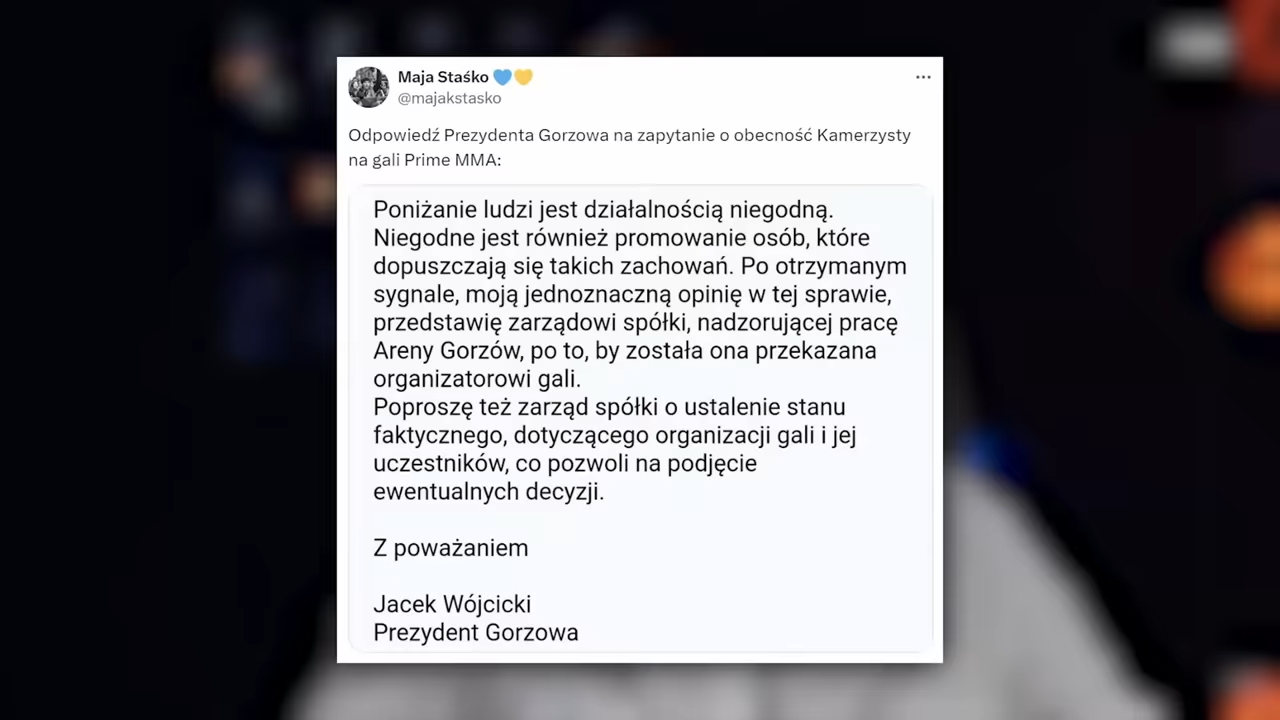 Maja Staśko 💙💛
@majakstasko
Odpowiedź Prezydenta Gorzowa na zapytanie o obecność Kamerzysty
na gali Prime MMA:
Poniżanie ludzi jest działalnością niegodną.
Niegodne jest również promowanie osób, które
dopuszczają się takich zachowań. Po otrzymanym
sygnale, moją jednoznaczną opinię w tej sprawie,
przedstawię zarządowi spółki, nadzorującej pracę
Areny Gorzów, po to, by została ona przekazana
organizatorowi gali.
Poproszę też zarząd spółki o ustalenie stanu
faktycznego, dotyczącego organizacji gali i jej
uczestników, co pozwoli na podjęcie
ewentualnych decyzji.
Z poważaniem
Jacek Wójcicki
Prezydent Gorzowa